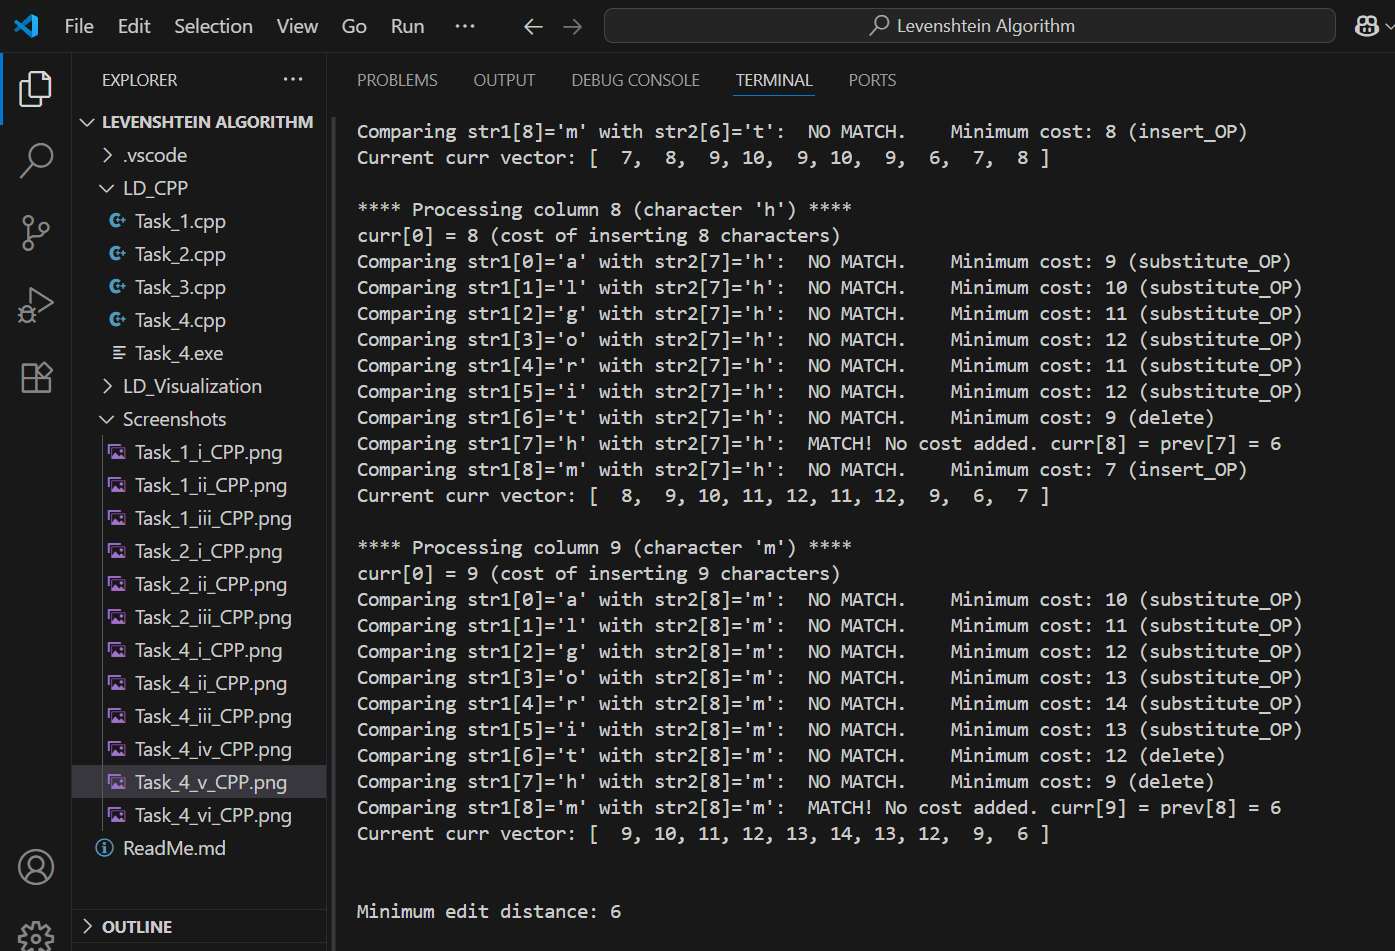 File Edit Selection View Go Run ...
Levenshtein Algorithm
EXPLORER ...
LEVENSHTEIN ALGORITHM
.vscode
LD_CPP
Task_1.cpp
Task_2.cpp
Task_3.cpp
Task_4.cpp
Task_4.exe
LD_Visualization
Screenshots
Task_1_i_CPP.png
Task_1_ii_CPP.png
Task_1_iii_CPP.png
Task_2_i_CPP.png
Task_2_ii_CPP.png
Task_2_iii_CPP.png
Task_4_i_CPP.png
Task_4_ii_CPP.png
Task_4_iii_CPP.png
Task_4_iv_CPP.png
Task_4_v_CPP.png
Task_4_vi_CPP.png
ReadMe.md
OUTLINE
PROBLEMS OUTPUT DEBUG CONSOLE TERMINAL PORTS
Comparing str1[8]='m' with str2[6]='t':  NO MATCH.    Minimum cost: 8 (insert_OP)
Current curr vector: [  7,  8,  9, 10,  9, 10,  9,  6,  7,  8 ]
**** Processing column 8 (character 'h') ****
curr[0] = 8 (cost of inserting 8 characters)
Comparing str1[0]='a' with str2[7]='h':  NO MATCH.    Minimum cost: 9 (substitute_OP)
Comparing str1[1]='l' with str2[7]='h':  NO MATCH.    Minimum cost: 10 (substitute_OP)
Comparing str1[2]='g' with str2[7]='h':  NO MATCH.    Minimum cost: 11 (substitute_OP)
Comparing str1[3]='o' with str2[7]='h':  NO MATCH.    Minimum cost: 12 (substitute_OP)
Comparing str1[4]='r' with str2[7]='h':  NO MATCH.    Minimum cost: 11 (substitute_OP)
Comparing str1[5]='i' with str2[7]='h':  NO MATCH.    Minimum cost: 12 (substitute_OP)
Comparing str1[6]='t' with str2[7]='h':  NO MATCH.    Minimum cost: 9 (delete)
Comparing str1[7]='h' with str2[7]='h':  MATCH! No cost added. curr[8] = prev[7] = 6
Comparing str1[8]='m' with str2[7]='h':  NO MATCH.    Minimum cost: 7 (insert_OP)
Current curr vector: [  8,  9, 10, 11, 12, 11, 12,  9,  6,  7 ]
**** Processing column 9 (character 'm') ****
curr[0] = 9 (cost of inserting 9 characters)
Comparing str1[0]='a' with str2[8]='m':  NO MATCH.    Minimum cost: 10 (substitute_OP)
Comparing str1[1]='l' with str2[8]='m':  NO MATCH.    Minimum cost: 11 (substitute_OP)
Comparing str1[2]='g' with str2[8]='m':  NO MATCH.    Minimum cost: 12 (substitute_OP)
Comparing str1[3]='o' with str2[8]='m':  NO MATCH.    Minimum cost: 13 (substitute_OP)
Comparing str1[4]='r' with str2[8]='m':  NO MATCH.    Minimum cost: 14 (substitute_OP)
Comparing str1[5]='i' with str2[8]='m':  NO MATCH.    Minimum cost: 13 (substitute_OP)
Comparing str1[6]='t' with str2[8]='m':  NO MATCH.    Minimum cost: 12 (delete)
Comparing str1[7]='h' with str2[8]='m':  NO MATCH.    Minimum cost: 9 (delete)
Comparing str1[8]='m' with str2[8]='m':  MATCH! No cost added. curr[9] = prev[8] = 6
Current curr vector: [  9, 10, 11, 12, 13, 14, 13, 12,  9,  6 ]
Minimum edit distance: 6